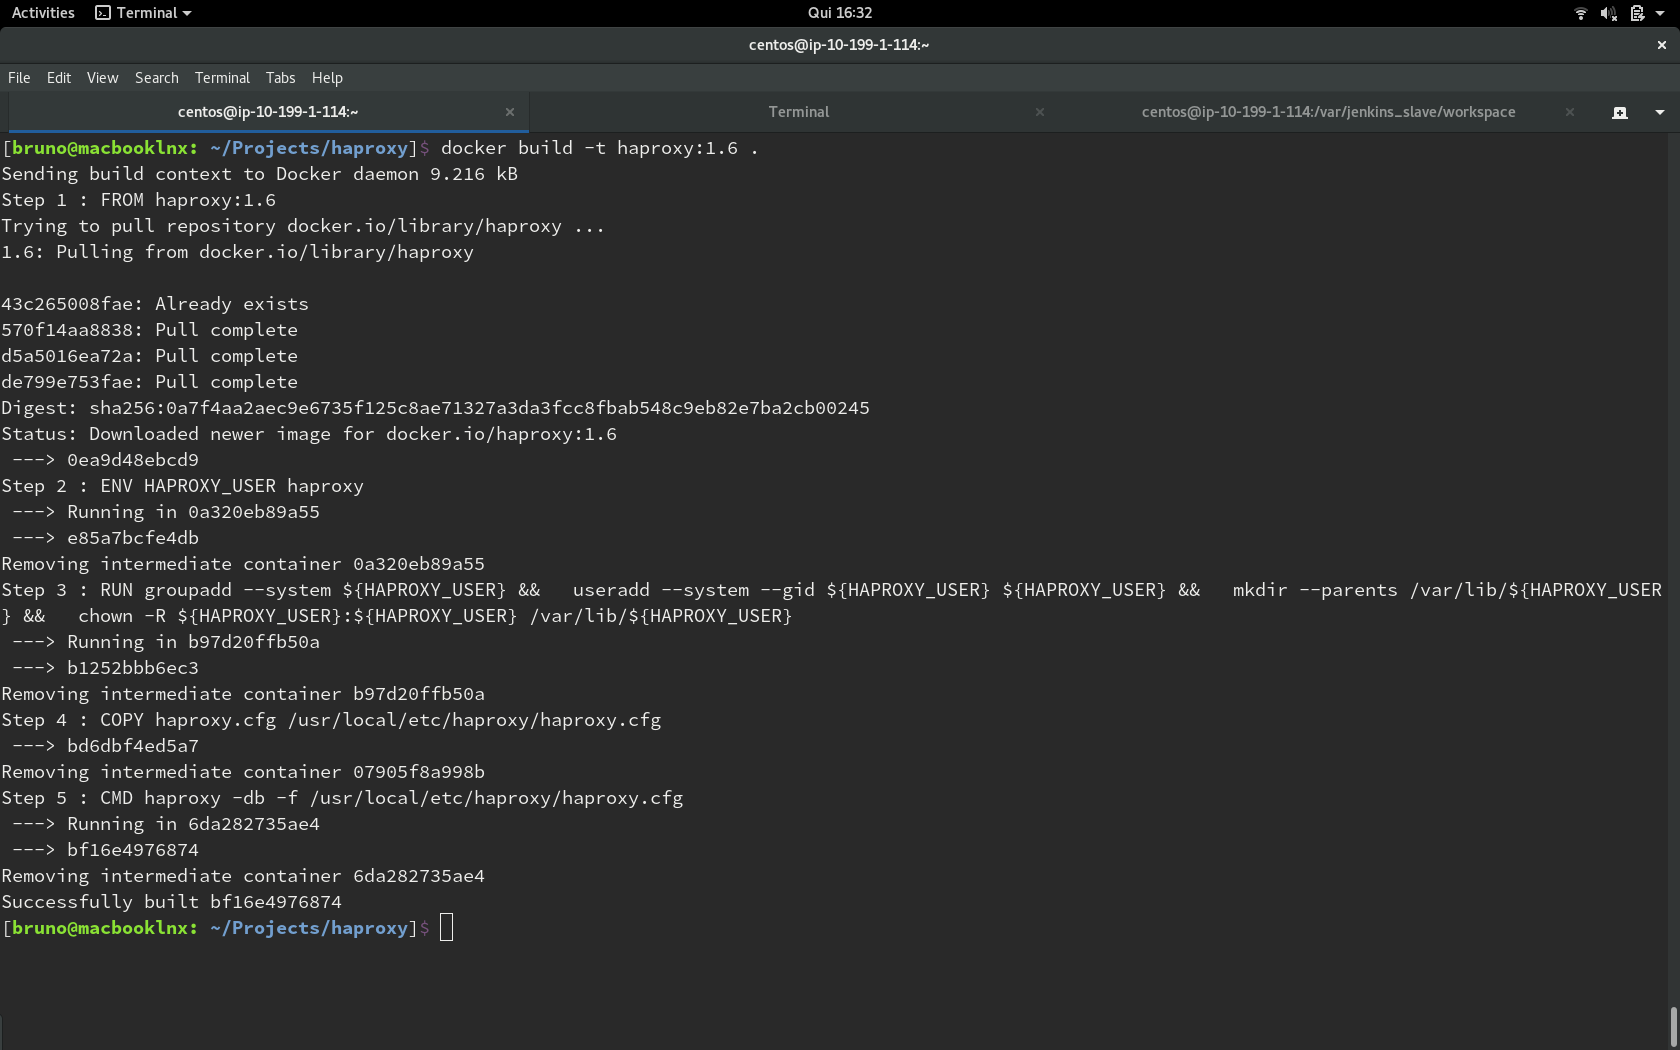 Activities Terminal Qui 16:32
centos@ip-10-199-1-114:~
File Edit View Search Terminal Tabs Help
centos@ip-10-199-1-114:~ Terminal centos@ip-10-199-1-114:/var/jenkins_slave/workspace
[bruno@macbooklnx: ~/Projects/haproxy]$ docker build -t haproxy:1.6 .
Sending build context to Docker daemon 9.216 kB
Step 1 : FROM haproxy:1.6
Trying to pull repository docker.io/library/haproxy ...
1.6: Pulling from docker.io/library/haproxy
43c265008fae: Already exists
570f14aa8838: Pull complete
d5a5016ea72a: Pull complete
de799e753fae: Pull complete
Digest: sha256:0a7f4aa2aec9e6735f125c8ae71327a3da3fcc8fbab548c9eb82e7ba2cb00245
Status: Downloaded newer image for docker.io/haproxy:1.6
 ---> 0ea9d48ebcd9
Step 2 : ENV HAPROXY_USER haproxy
 ---> Running in 0a320eb89a55
 ---> e85a7bcfe4db
Removing intermediate container 0a320eb89a55
Step 3 : RUN groupadd --system ${HAPROXY_USER} &&   useradd --system --gid ${HAPROXY_USER} ${HAPROXY_USER} &&   mkdir --parents /var/lib/${HAPROXY_USER
} &&   chown -R ${HAPROXY_USER}:${HAPROXY_USER} /var/lib/${HAPROXY_USER}
 ---> Running in b97d20ffb50a
 ---> b1252bbb6ec3
Removing intermediate container b97d20ffb50a
Step 4 : COPY haproxy.cfg /usr/local/etc/haproxy/haproxy.cfg
 ---> bd6dbf4ed5a7
Removing intermediate container 07905f8a998b
Step 5 : CMD haproxy -db -f /usr/local/etc/haproxy/haproxy.cfg
 ---> Running in 6da282735ae4
 ---> bf16e4976874
Removing intermediate container 6da282735ae4
Successfully built bf16e4976874
[bruno@macbooklnx: ~/Projects/haproxy]$